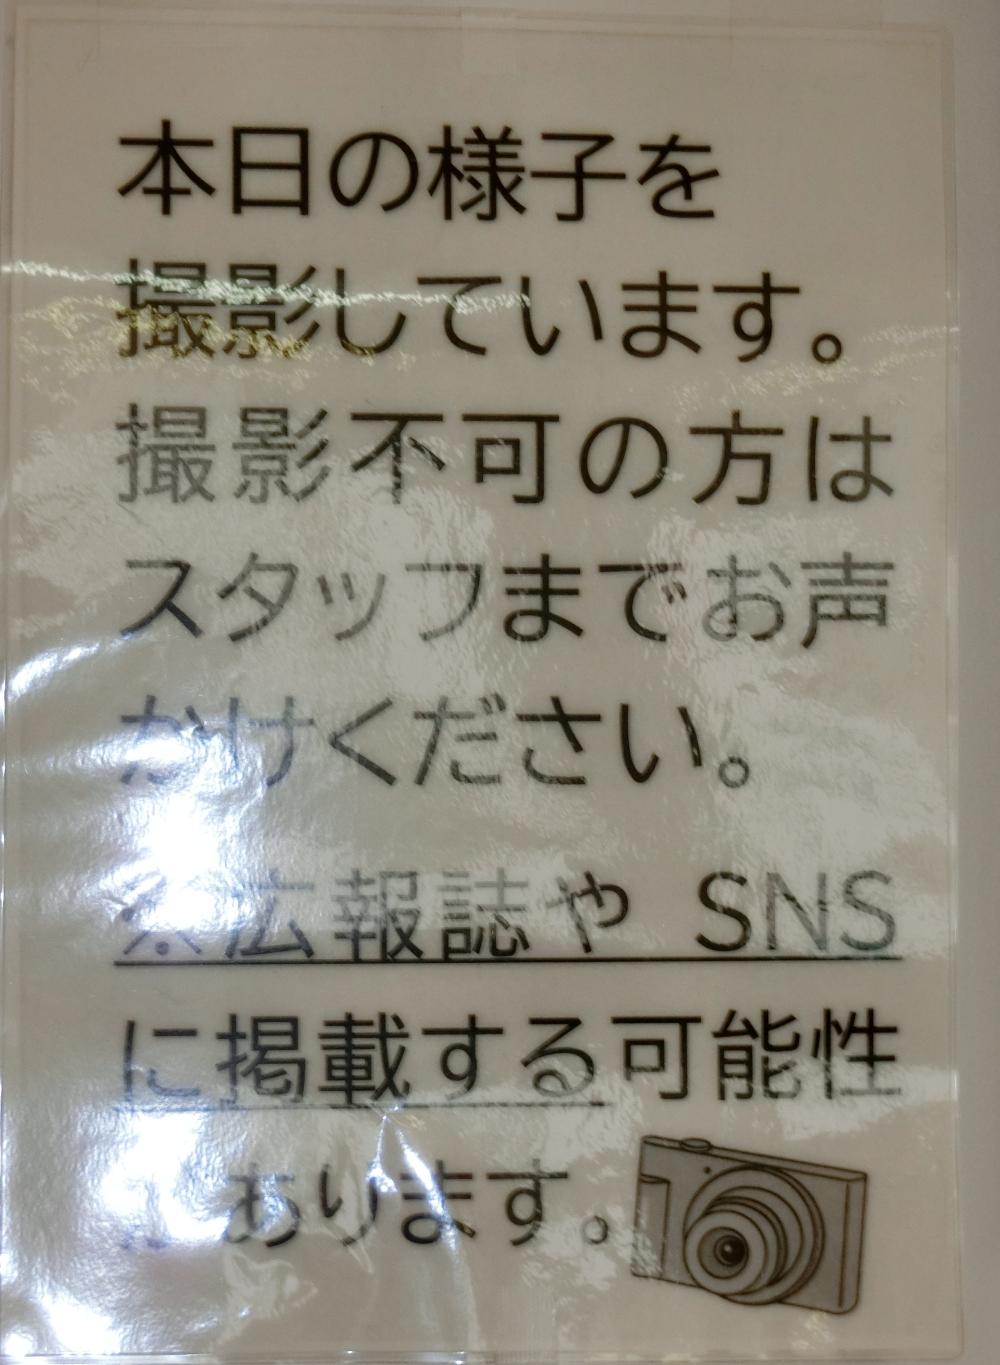 本日の様子を
撮影しています。
撮影不可の方は
スタッフまでお声
かけください。
※広報誌や SNS
に掲載する可能性
があります。